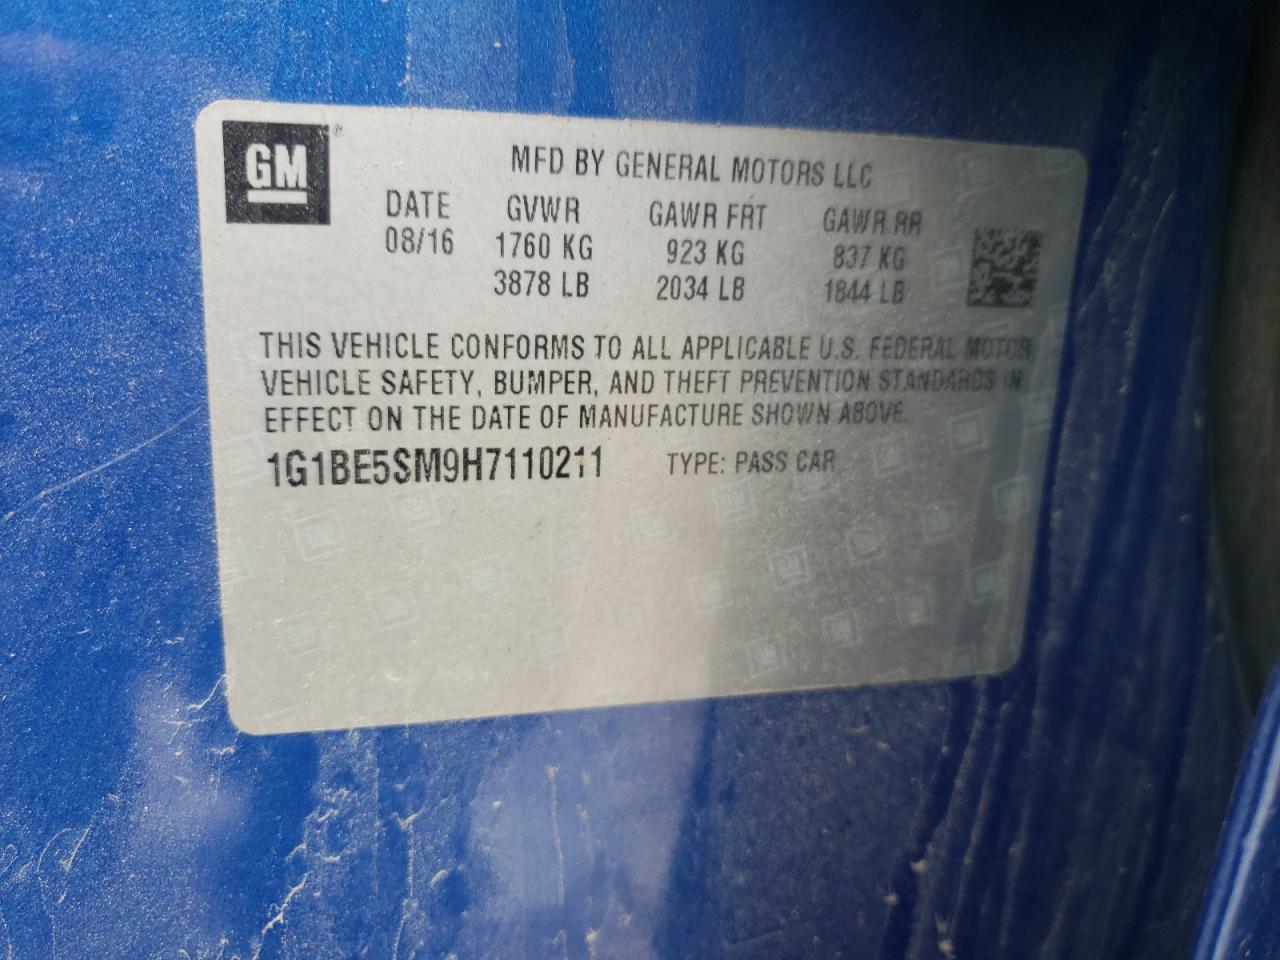 GM ®
MFD BY GENERAL MOTORS LLC
DATE GVWR GAWR FRT GAWR RR
08/16 1760 KG 923 KG 837 KG
3878 LB 2034 LB 1844 LB
THIS VEHICLE CONFORMS TO ALL APPLICABLE U.S. FEDERAL MOTOR
VEHICLE SAFETY, BUMPER, AND THEFT PREVENTION STANDARDS IN
EFFECT ON THE DATE OF MANUFACTURE SHOWN ABOVE.
1G1BE5SM9H7110211 TYPE: PASS CAR